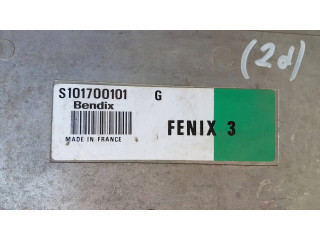 (2d)
S101700101 G
Bendix
FENIX 3
MADE IN FRANCE